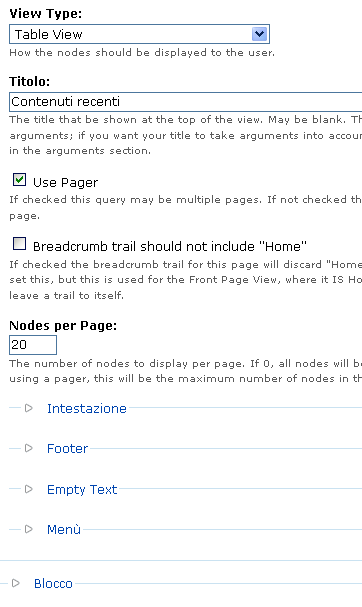 View Type:
Table View
How the nodes should be displayed to the user.
Titolo:
Contenuti recenti
The title that be shown at the top of the view. May be blank.
arguments; if you want your title to take arguments into
in the arguments section.
Use Pager
If checked this query may be multiple pages. If not checked
page.
Breadcrumb trail should not include "Home"
If checked the breadcrumb trail for this page will discard "Home
set this, but this is used for the Front Page View, where it IS
leave a trail to itself.
Nodes per Page:
20
The number of nodes to display per page. If 0, all nodes will
using a pager, this will be the maximum number of nodes in
Intestazione
Footer
Empty Text
Menù
Blocco